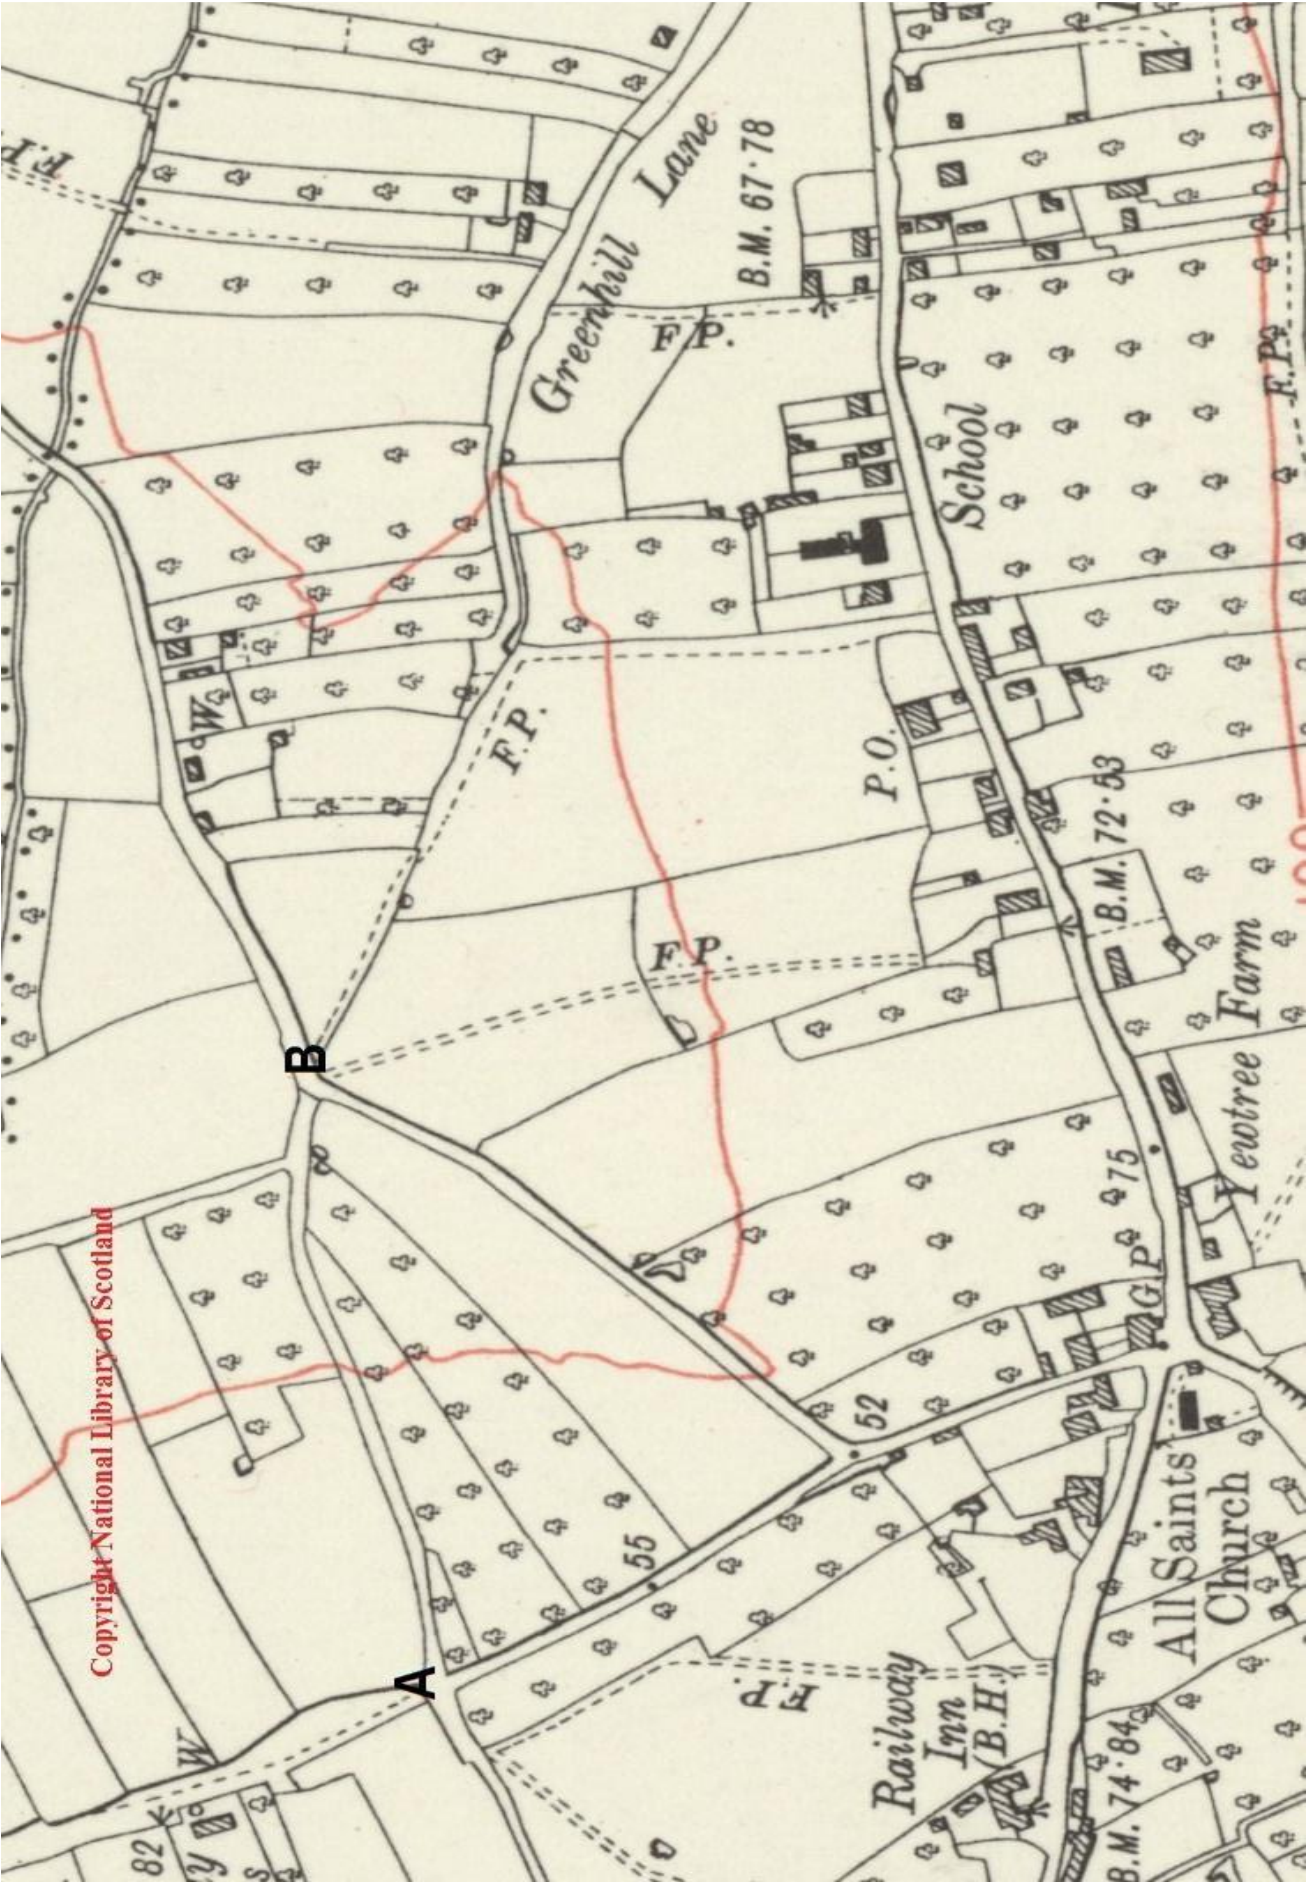 Copyright National Library of Scotland
F.P.
Greenhill Lane
B.M. 67·78
F.P.
School
F.P.
W
F.P.
P.O.
B.M. 72·53
F.P.
Yewtree Farm
B
75
G.P.
52
55
A
All Saints'
Church
F.P.
Railway
Inn
(B.H.)
B.M. 74·84
W
82